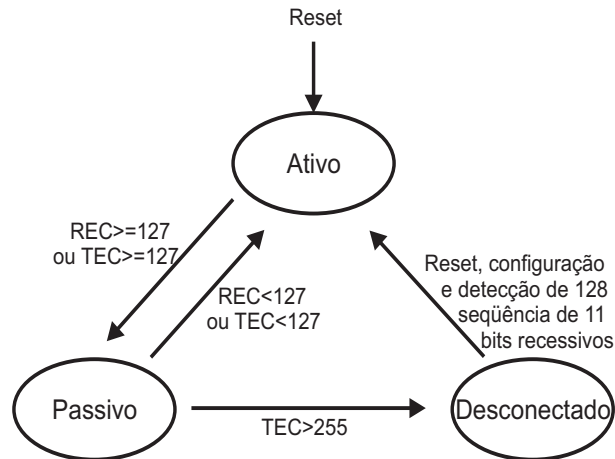 Reset
Ativo
REC>=127
ou TEC>=127
REC<127
ou TEC<127
Reset, configuração
e detecção de 128
seqüência de 11
bits recessivos
Passivo
TEC>255
Desconectado